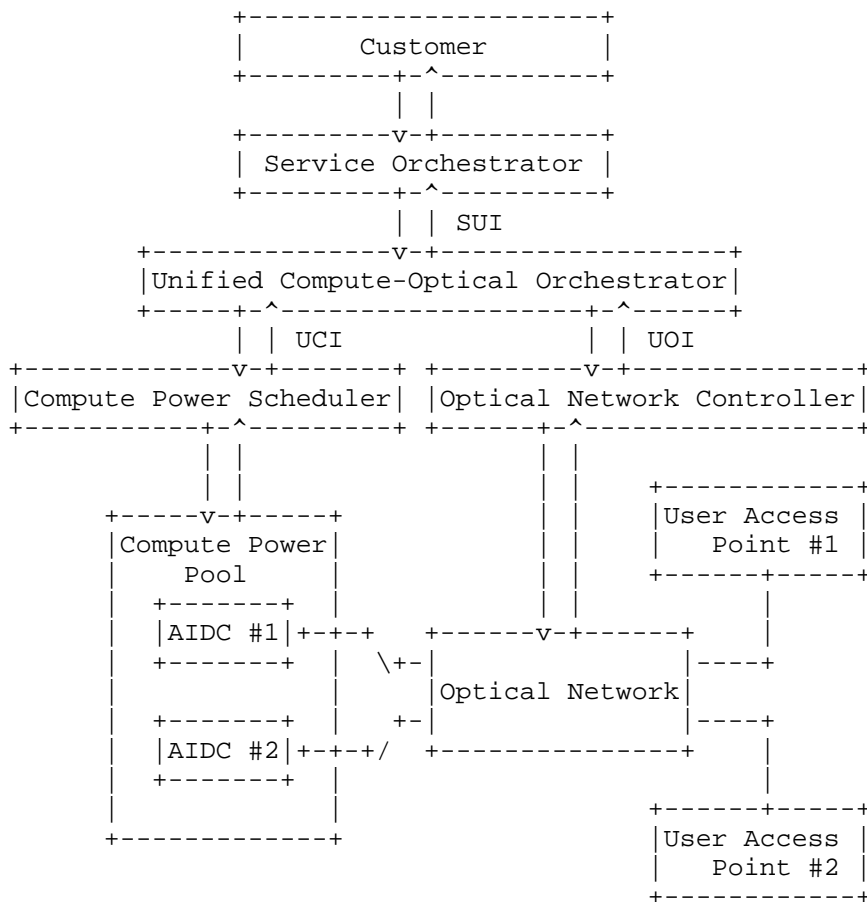 Customer
Service Orchestrator
SUI
Unified Compute-Optical Orchestrator
UCI
UOI
Compute Power Scheduler
Optical Network Controller
User Access
Point #1
Compute Power
Pool
AIDC #1
Optical Network
AIDC #2
User Access
Point #2